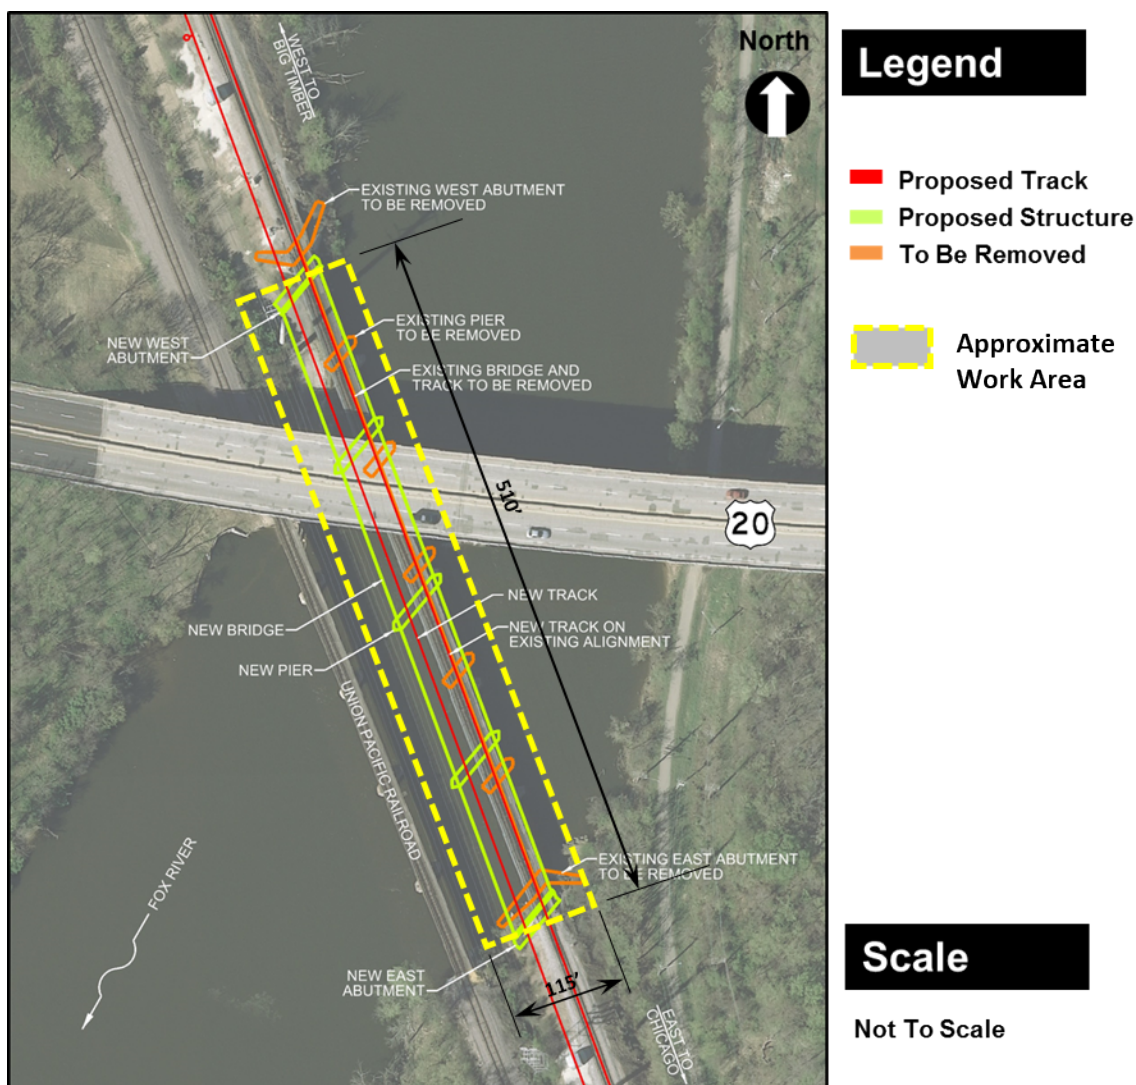 North
WEST TO
BIG TIMBER
EXISTING WEST ABUTMENT
TO BE REMOVED
NEW WEST
ABUTMENT
EXISTING PIER
TO BE REMOVED
EXISTING BRIDGE AND
TRACK TO BE REMOVED
510'
20
NEW TRACK
NEW TRACK ON
EXISTING ALIGNMENT
NEW BRIDGE
NEW PIER
UNION PACIFIC RAILROAD
FOX RIVER
EXISTING EAST ABUTMENT
TO BE REMOVED
NEW EAST
ABUTMENT
115'
EAST TO
CHICAGO
Legend
Proposed Track
Proposed Structure
To Be Removed
Approximate
Work Area
Scale
Not To Scale